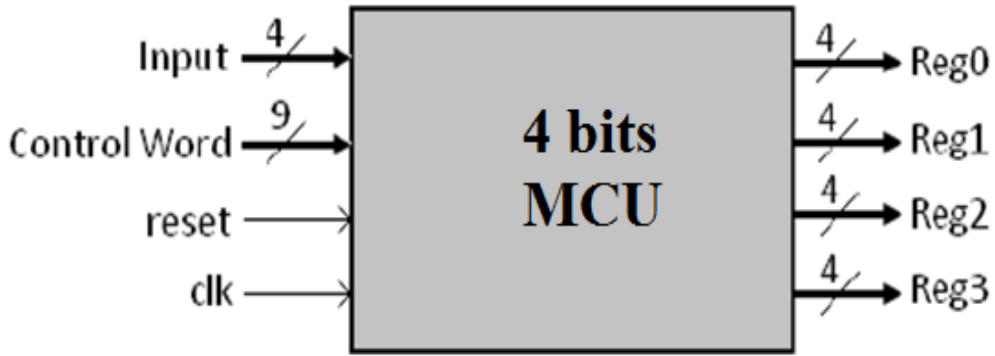 4
Input
9
Control Word
reset
clk
4 bits
MCU
4
Reg0
4
Reg1
4
Reg2
4
Reg3